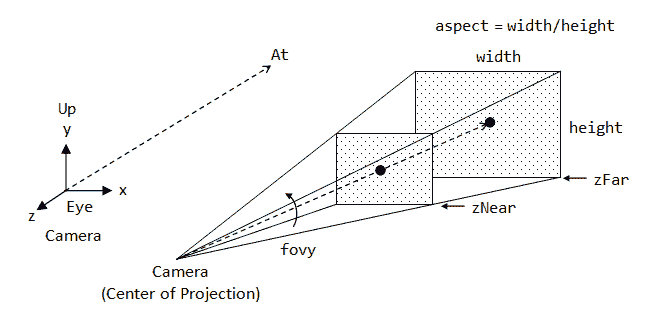 aspect = width/height
At
width
Up
y
height
x
z
Eye
Camera
zFar
zNear
fovy
Camera
(Center of Projection)